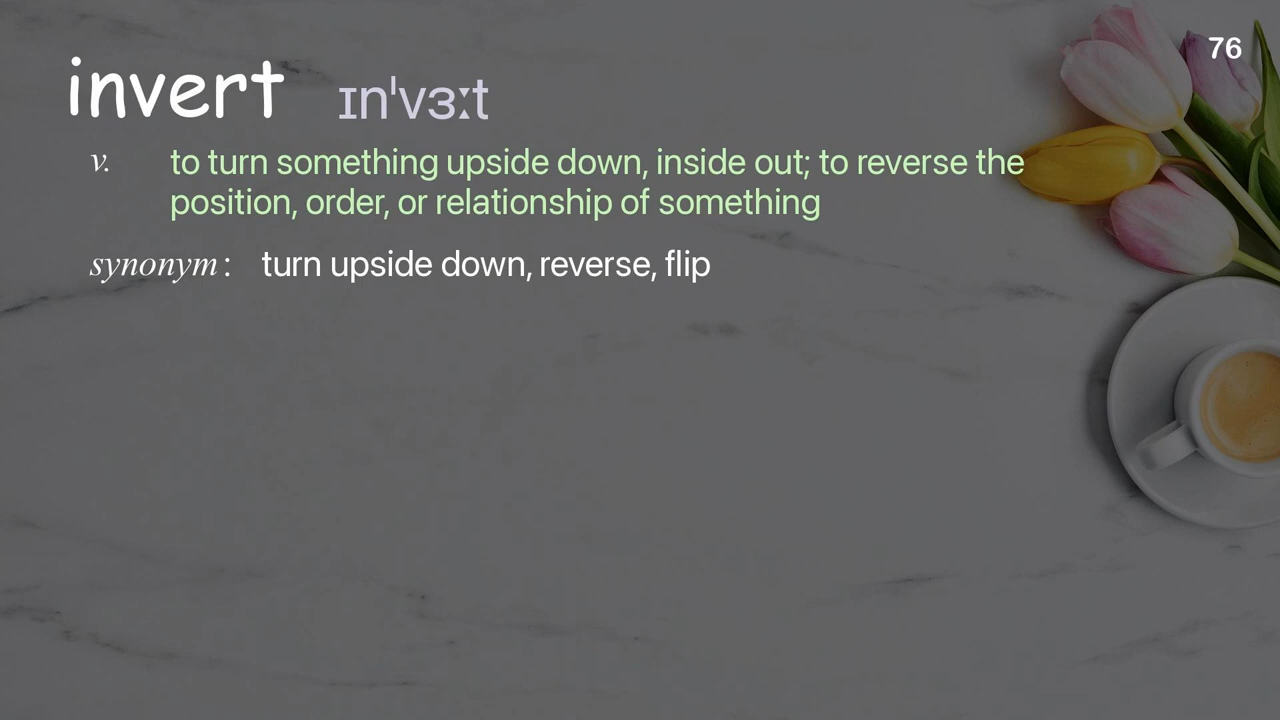 76
invert ɪnˈvɜːt
v. to turn something upside down, inside out; to reverse the
position, order, or relationship of something
synonym : turn upside down, reverse, flip